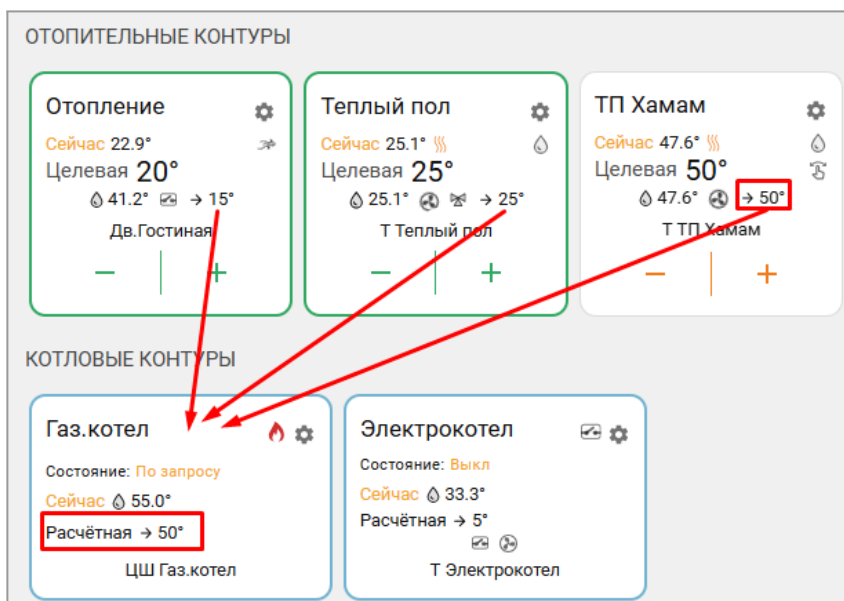 ОТОПИТЕЛЬНЫЕ КОНТУРЫ
Отопление
Сейчас 22.9°
Целевая 20°
41.2° → 15°
Дв.Гостиная
− +
Теплый пол
Сейчас 25.1°
Целевая 25°
25.1° → 25°
Т Теплый пол
− +
ТП Хамам
Сейчас 47.6°
Целевая 50°
47.6° → 50°
Т ТП Хамам
− +
КОТЛОВЫЕ КОНТУРЫ
Газ.котел
Состояние: По запросу
Сейчас 55.0°
Расчётная → 50°
ЦШ Газ.котел
Электрокотел
Состояние: Выкл
Сейчас 33.3°
Расчётная → 5°
Т Электрокотел